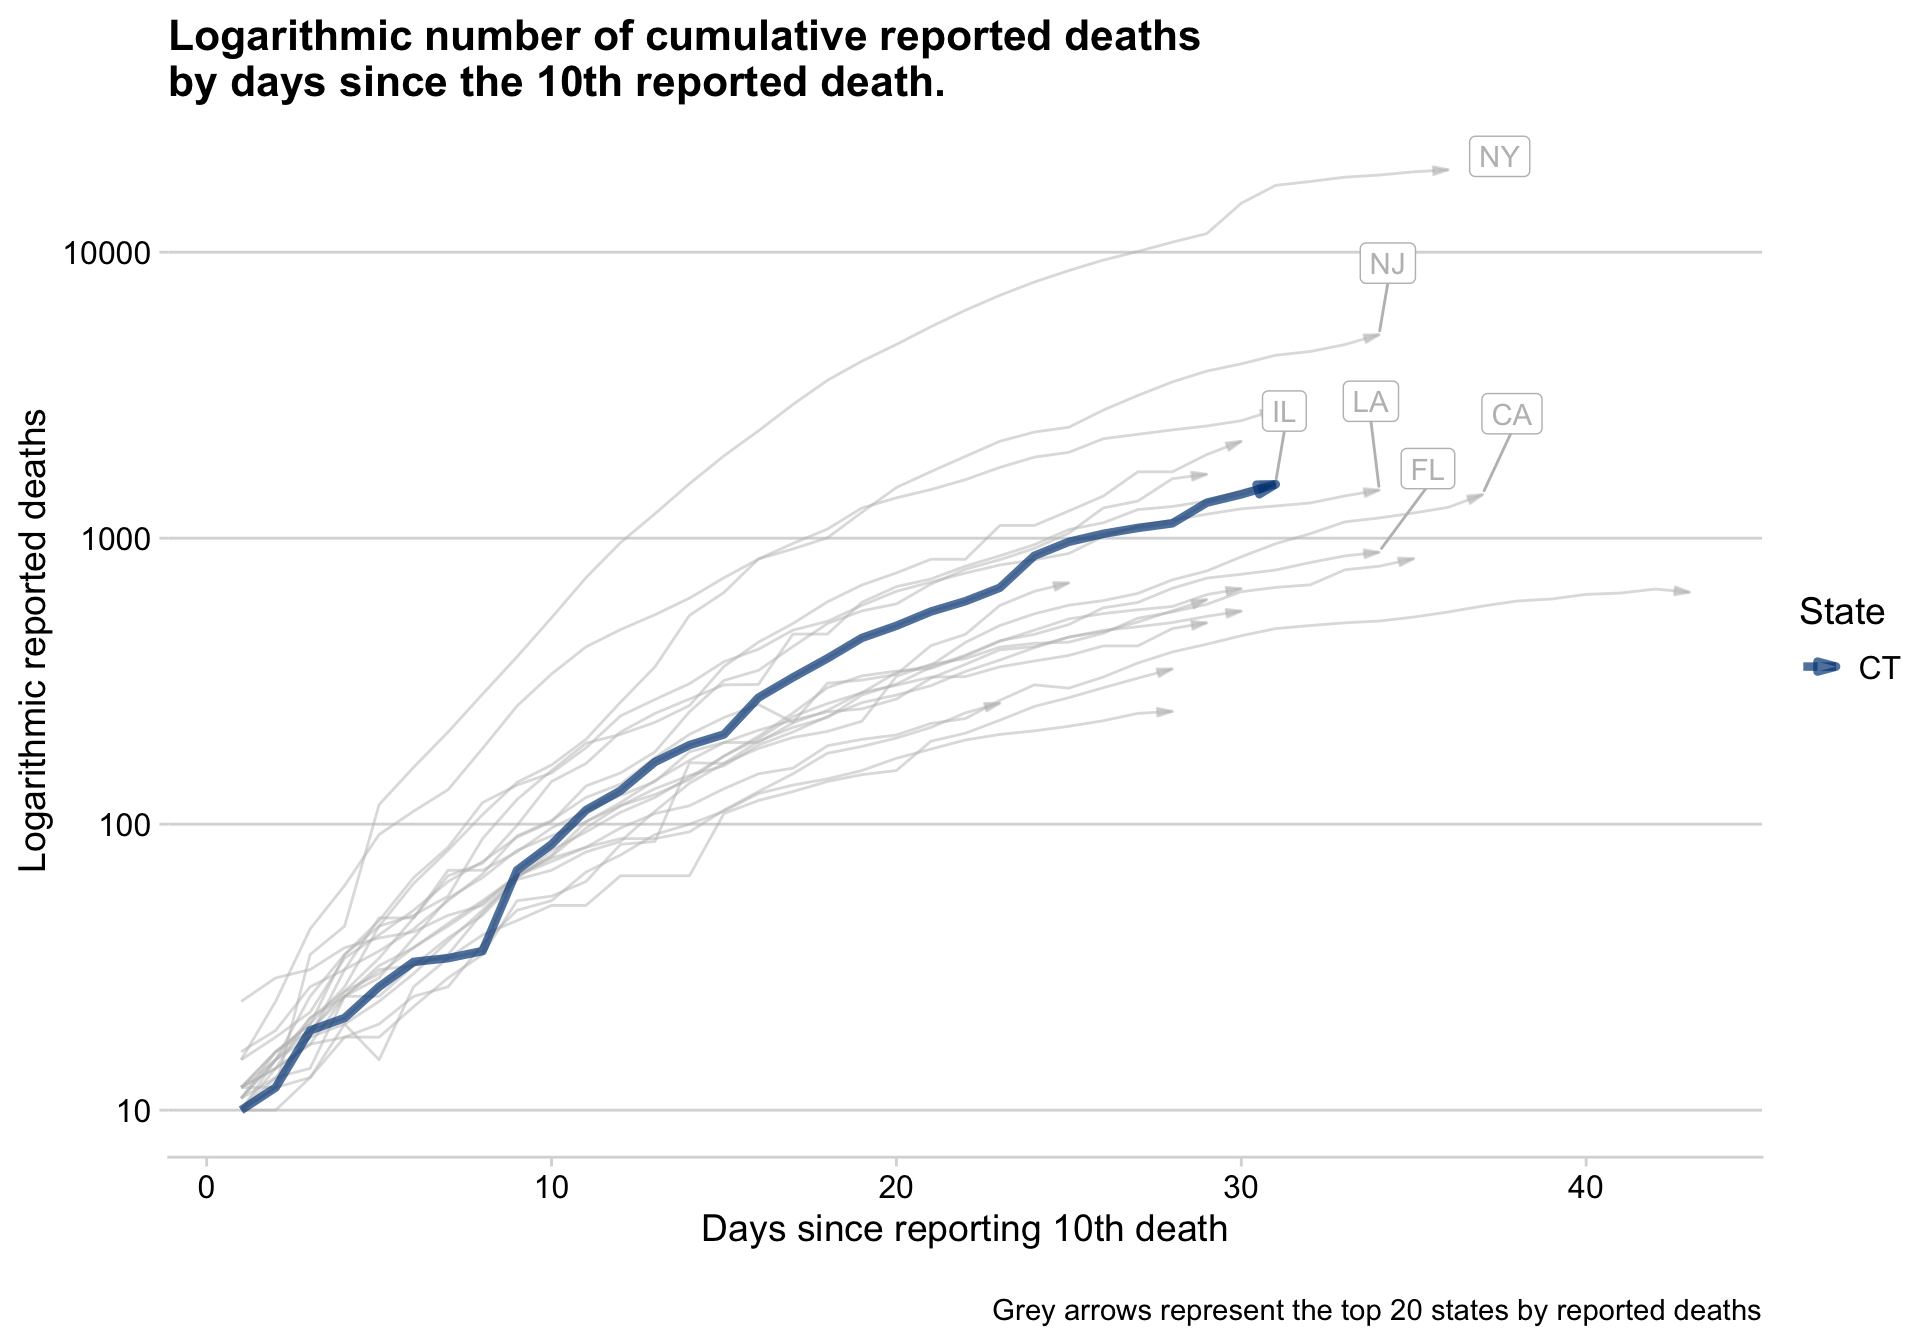 Logarithmic number of cumulative reported deaths
by days since the 10th reported death.
NY
10000
NJ
IL
LA
CA
FL
1000
100
10
Logarithmic reported deaths
State
CT
0 10 20 30 40
Days since reporting 10th death
Grey arrows represent the top 20 states by reported deaths